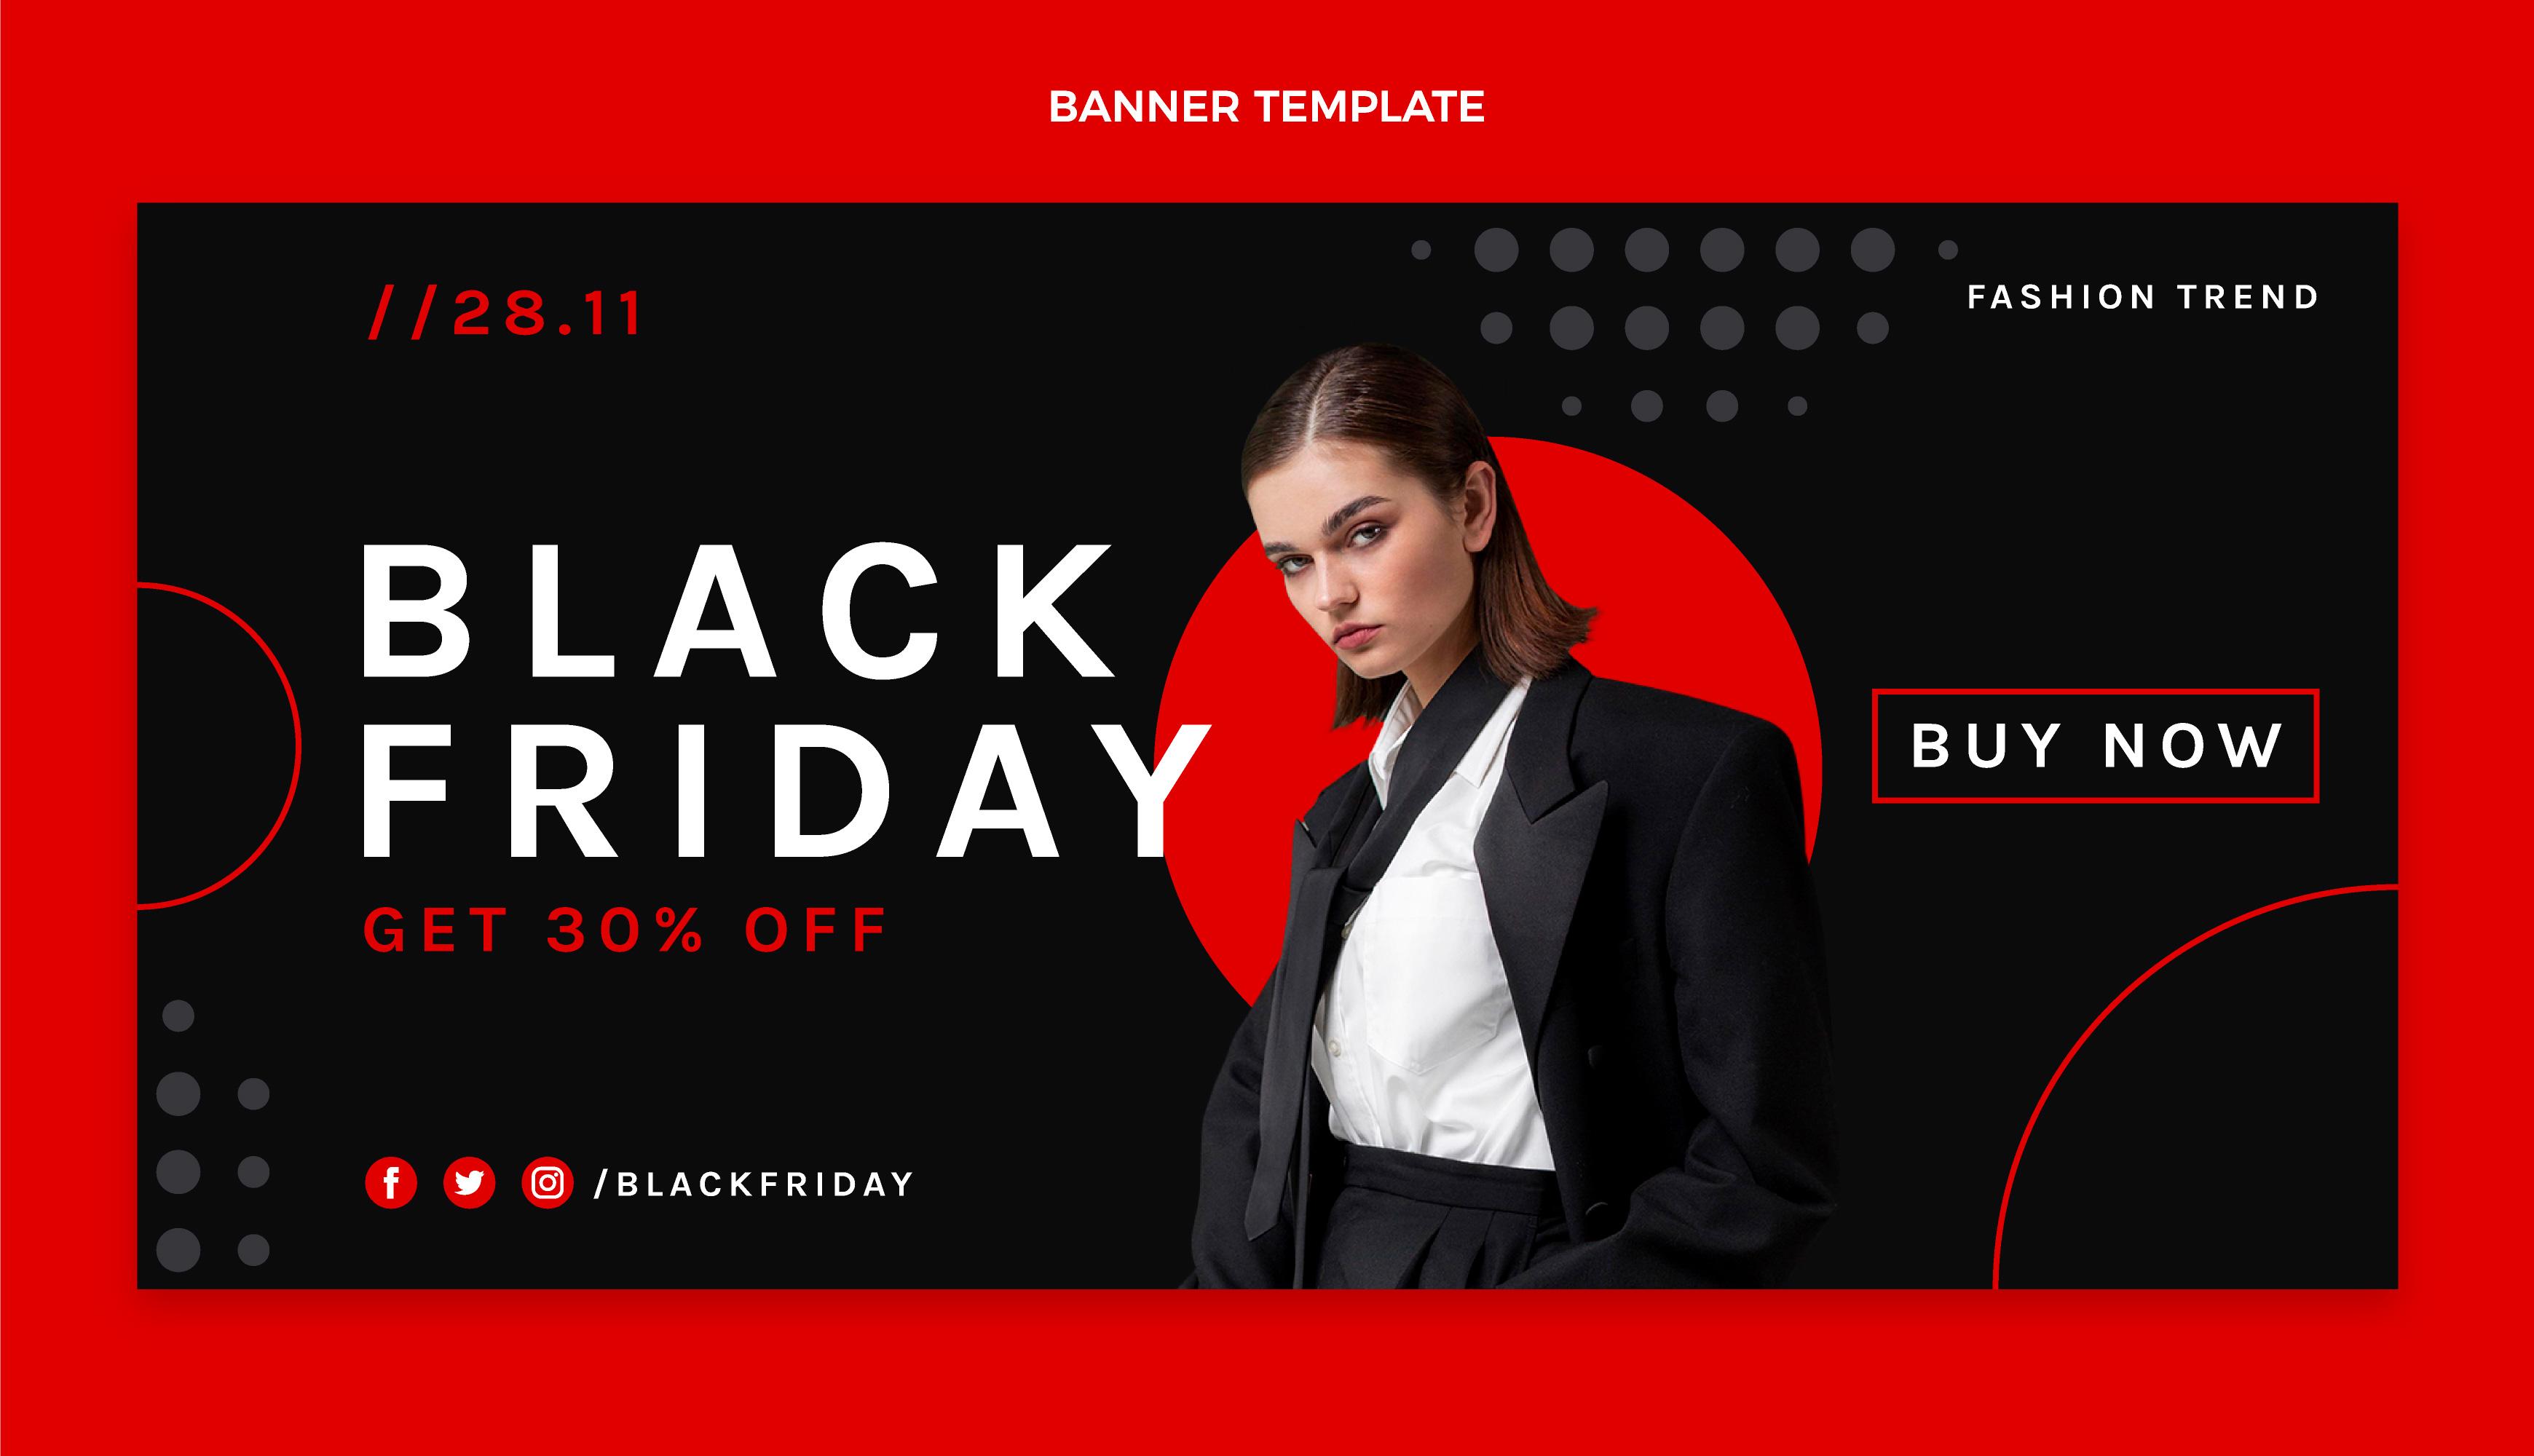 BANNER TEMPLATE
//28.11
FASHION TREND
BLACK
FRIDAY
GET 30% OFF
BUY NOW
/BLACKFRIDAY